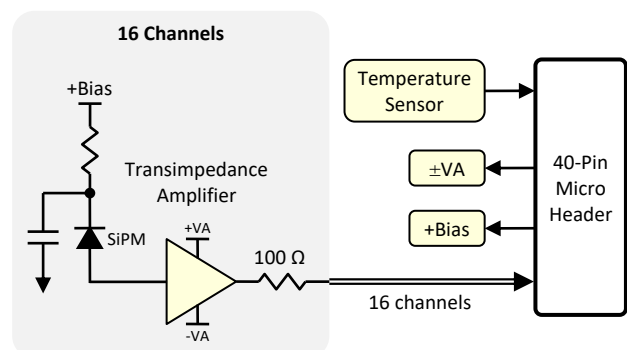 16 Channels
+Bias
Transimpedance
Amplifier
SiPM
+VA
-VA
100 Ω
16 channels
Temperature
Sensor
±VA
+Bias
40-Pin
Micro
Header